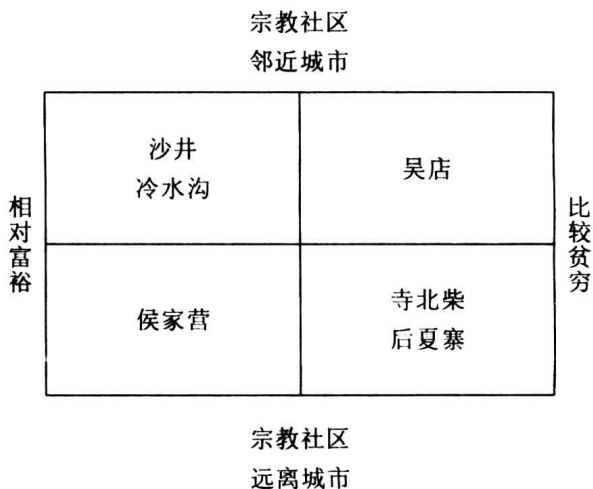 宗教社区
邻近城市
沙井
冷水沟
吴店
相对富裕
比较贫穷
侯家营
寺北柴
后夏寨
宗教社区
远离城市